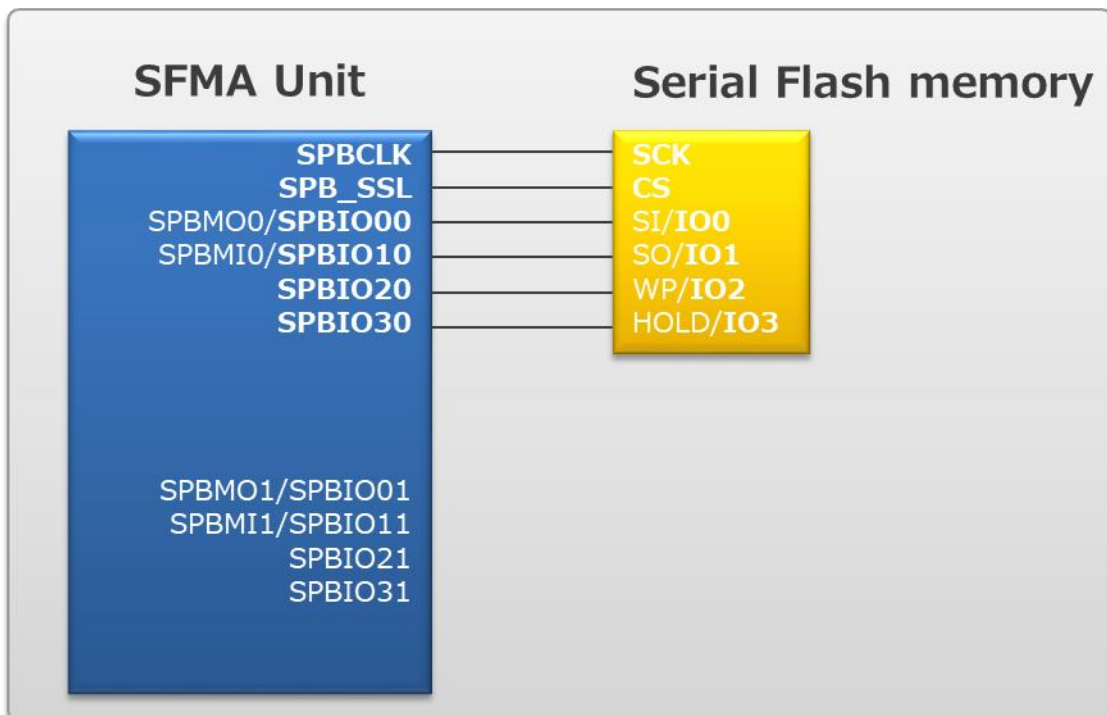 SFMA Unit
Serial Flash memory
SPBCLK
SPB_SSL
SPBMO0/SPBIO00
SPBMI0/SPBIO10
SPBIO20
SPBIO30
SPBMO1/SPBIO01
SPBMI1/SPBIO11
SPBIO21
SPBIO31
SCK
CS
SI/IO0
SO/IO1
WP/IO2
HOLD/IO3